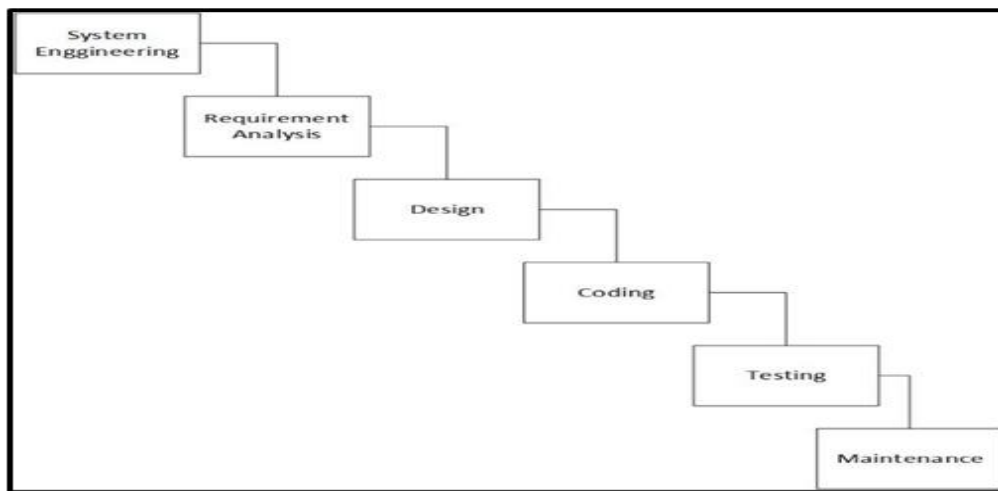 System
Enggineering
Requirement
Analysis
Design
Coding
Testing
Maintenance